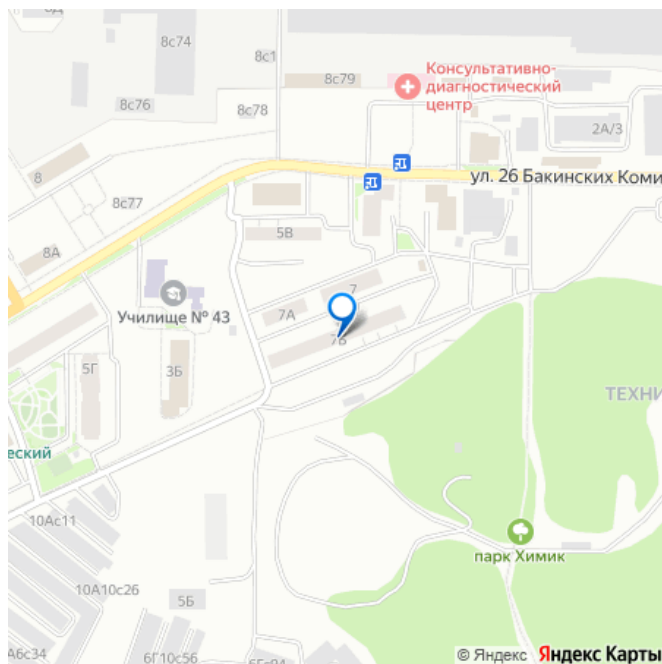 8с74
8с1
8с79
Консультативно-
диагностический
центр
8с76
8с78
2А/3
ул. 26 Бакинских Коми
8
8с77
5В
8А
7
Училище № 43
7А
5Г
3Б
ТЕХНИ
еский
10Ас11
парк Химик
10А10с26
5Б
А6с34
6Г10с56
© Яндекс Яндекс Карты